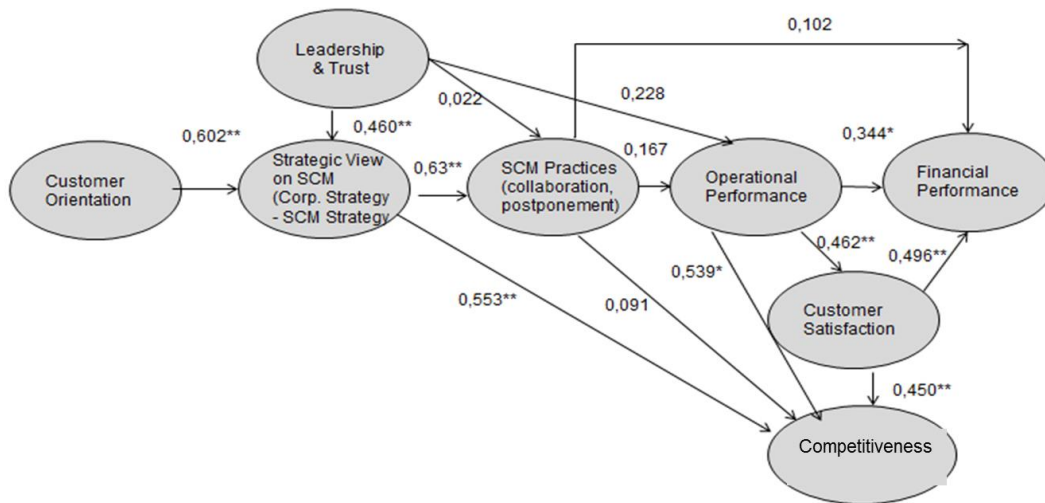 0,102
Leadership
& Trust
0,022
0,228
0,602**
0,460**
0,63**
0,167
0,344*
Customer
Orientation
Strategic View
on SCM
(Corp. Strategy
- SCM Strategy
SCM Practices
(collaboration,
postponement)
Operational
Performance
Financial
Performance
0,462**
0,496**
0,553**
0,091
0,539*
Customer
Satisfaction
0,450**
Competitiveness